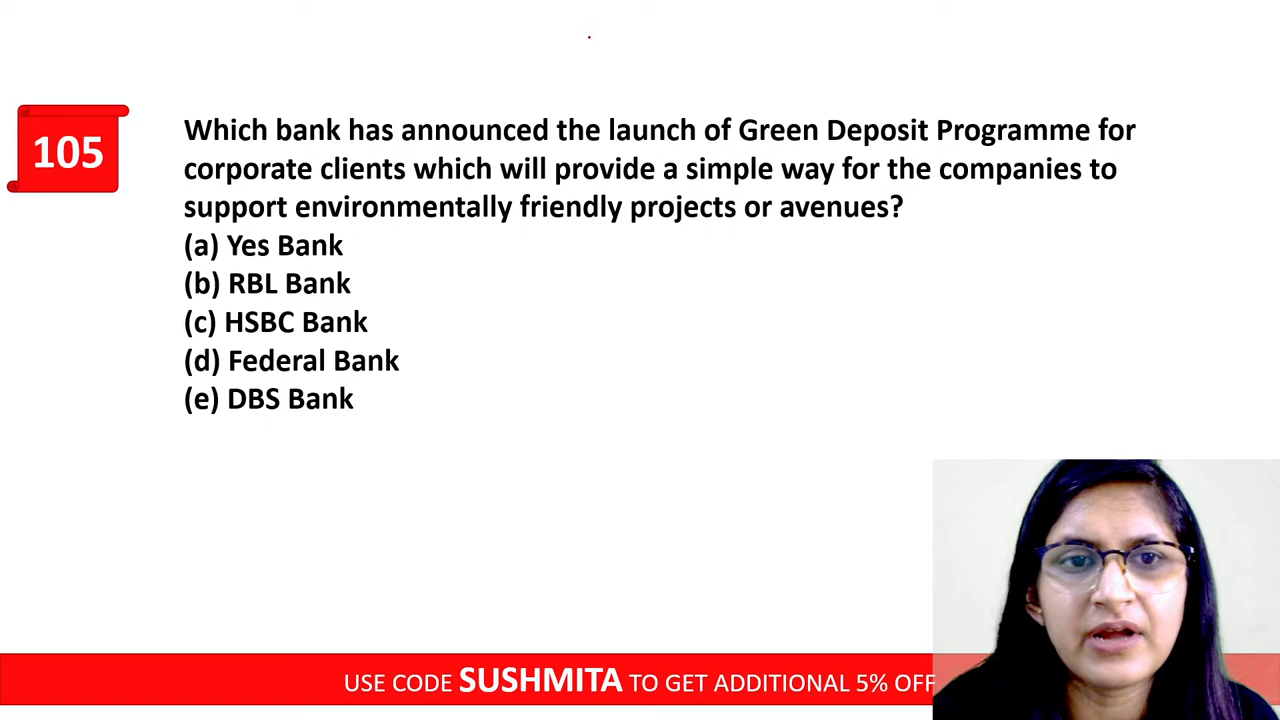 105
Which bank has announced the launch of Green Deposit Programme for
corporate clients which will provide a simple way for the companies to
support environmentally friendly projects or avenues?
(a) Yes Bank
(b) RBL Bank
(c) HSBC Bank
(d) Federal Bank
(e) DBS Bank
USE CODE SUSHMITA TO GET ADDITIONAL 5% OFF